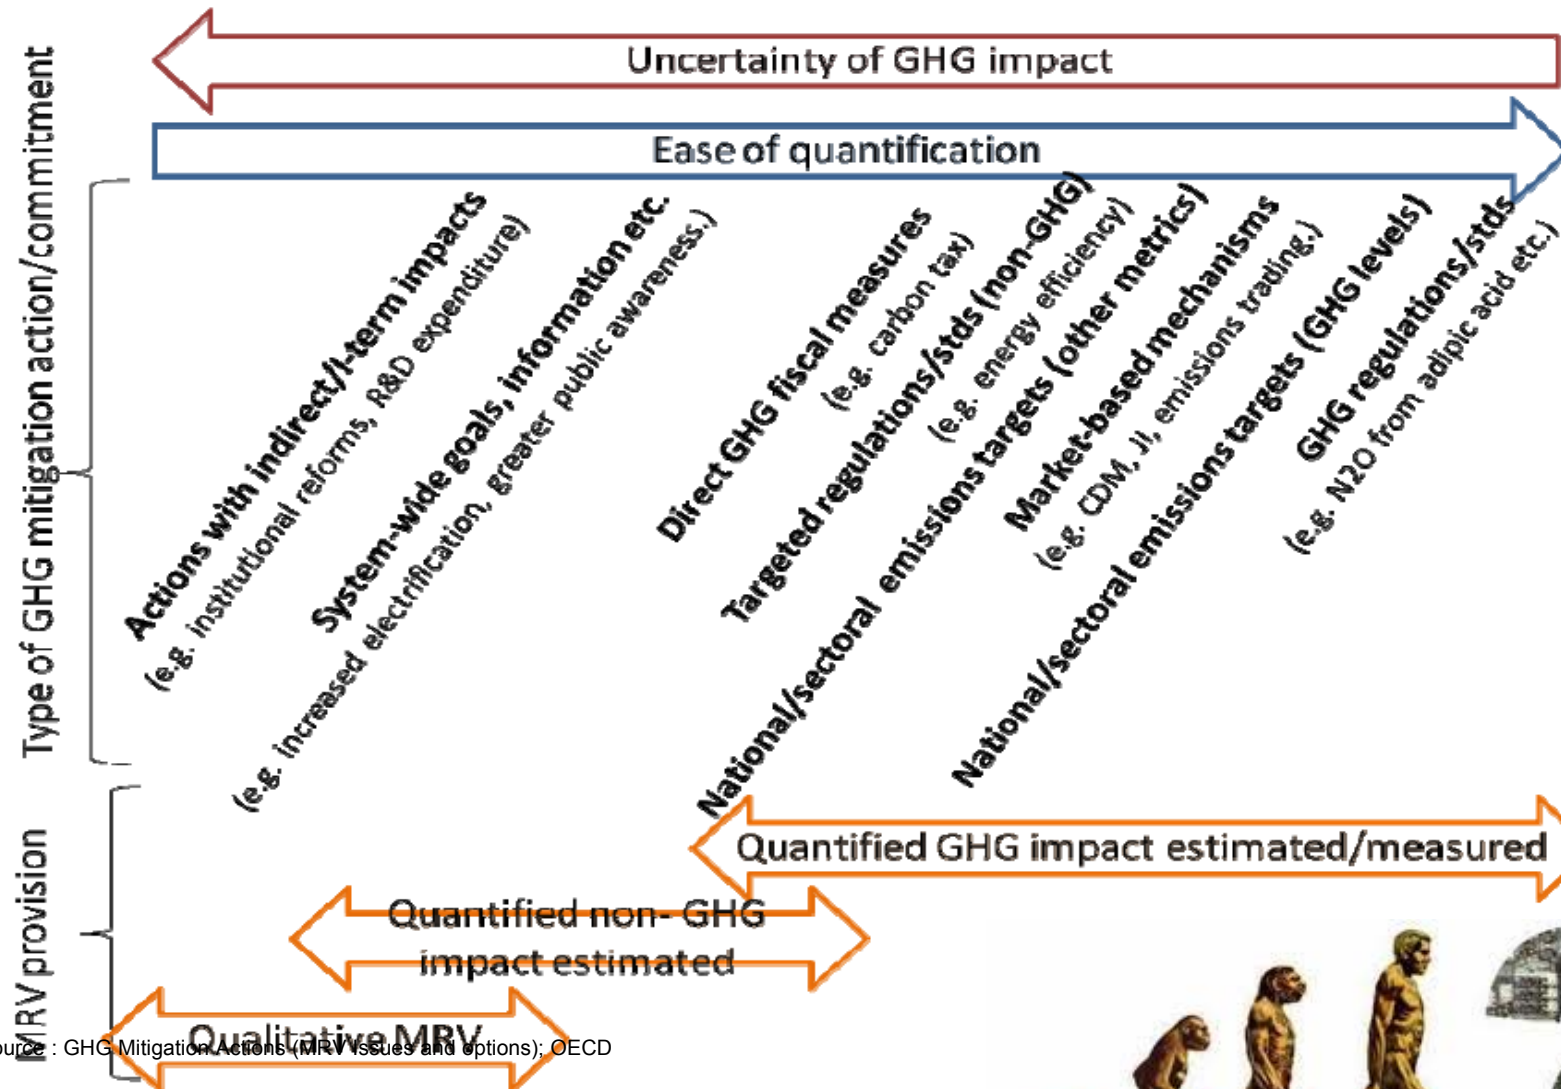 Uncertainty of GHG impact
Ease of quantification
Type of GHG mitigation action/commitment
Actions with indirect/l-term impacts
(e.g. institutional reforms, R&D expenditure)
System-wide goals, information etc.
(e.g. increased electrification, greater public awareness.)
Direct GHG fiscal measures
(e.g. carbon tax)
Targeted regulations/stds (non-GHG)
(e.g. energy efficiency)
National/sectoral emissions targets (other metrics)
Market-based mechanisms
(e.g. CDM, JI, emissions trading.)
National/sectoral emissions targets (GHG levels)
GHG regulations/stds
(e.g. N2O from adipic acid etc.)
MRV provision
Quantified GHG impact estimated/measured
Quantified non- GHG
impact estimated
Qualitative MRV
ource : GHG Mitigation Actions (MRV issues and options); OECD